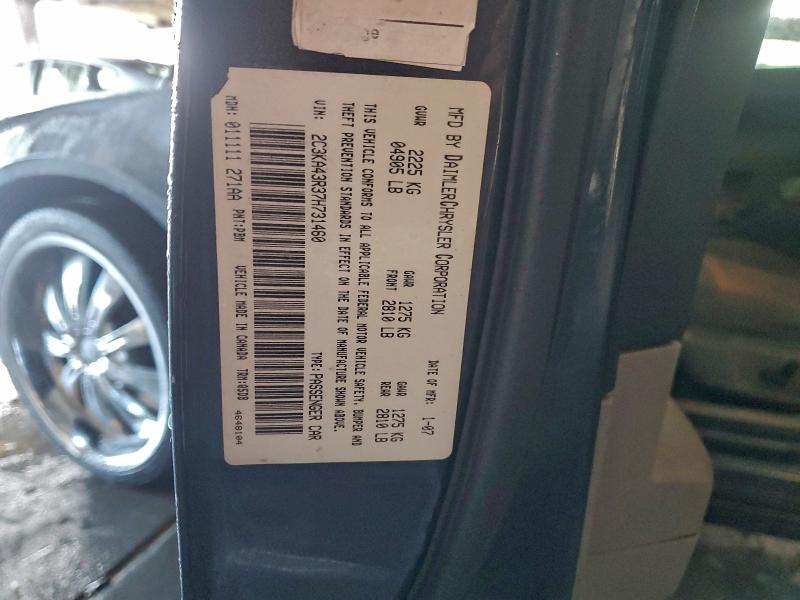 MFD BY DAIMLERCHRYSLER CORPORATION
DATE OF MFR: 1-07
GVWR 2225 KG 04905 LB
GAWR FRONT 1275 KG 2810 LB
GAWR REAR 1275 KG 2810 LB
THIS VEHICLE CONFORMS TO ALL APPLICABLE FEDERAL MOTOR VEHICLE SAFETY, BUMPER AND
THEFT PREVENTION STANDARDS IN EFFECT ON THE DATE OF MANUFACTURE SHOWN ABOVE.
VIN: 2C3KA43R37H731460 TYPE: PASSENGER CAR
MDH: 011111 271AA PNT:PBM VEHICLE MADE IN CANADA TRM:05DB 4648104